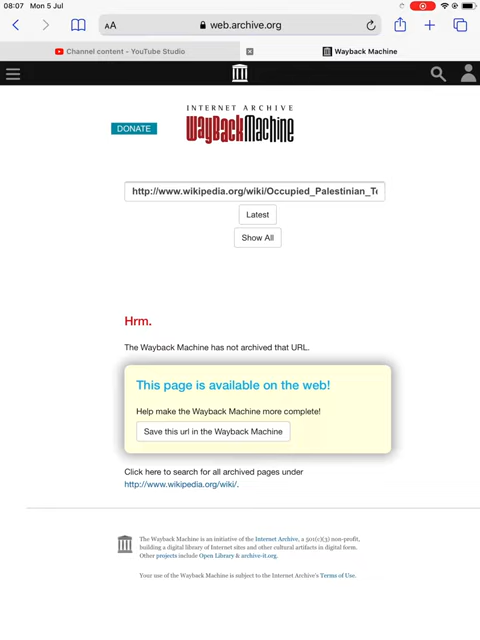 08:07 Mon 5 Jul
AA
web.archive.org
Channel content - YouTube Studio
Wayback Machine
INTERNET ARCHIVE
DONATE
WayBackMachine
http://www.wikipedia.org/wiki/Occupied_Palestinian_Te
Latest
Show All
Hrm.
The Wayback Machine has not archived that URL.
This page is available on the web!
Help make the Wayback Machine more complete!
Save this url in the Wayback Machine
Click here to search for all archived pages under
http://www.wikipedia.org/wiki/.
The Wayback Machine is an initiative of the Internet Archive, a 501(c)(3) non-profit,
building a digital library of Internet sites and other cultural artifacts in digital form.
Other projects include Open Library & archive-it.org.
Your use of the Wayback Machine is subject to the Internet Archive's Terms of Use.